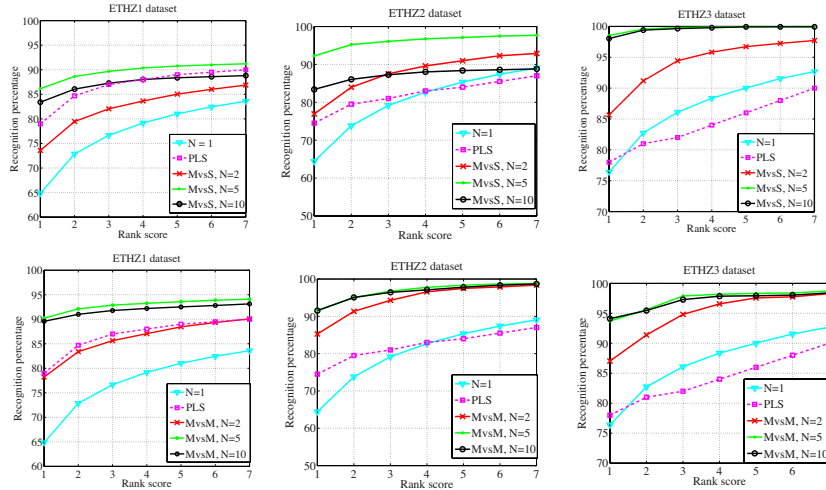 ETHZ1 dataset
Recognition percentage
100
95
90
85
80
75
70
65
60
1 2 3 4 5 6 7
Rank score
N = 1
PLS
MvsS, N=2
MvsS, N=5
MvsS, N=10
ETHZ2 dataset
Recognition percentage
100
90
80
70
60
50
1 2 3 4 5 6 7
Rank score
N=1
PLS
MvsS, N=2
MvsS, N=5
MvsS, N=10
ETHZ3 dataset
Recognition percentage
100
95
90
85
80
75
70
1 2 3 4 5 6 7
Rank score
N=1
PLS
MvsS, N=2
MvsS, N=5
MvsS, N=10
ETHZ1 dataset
Recognition percentage
100
95
90
85
80
75
70
65
60
1 2 3 4 5 6 7
Rank score
N=1
PLS
MvsM, N=2
MvsM, N=5
MvsM, N=10
ETHZ2 dataset
Recognition percentage
100
90
80
70
60
50
1 2 3 4 5 6 7
Rank score
N=1
PLS
MvsM, N=2
MvsM, N=5
MvsM, N=10
ETHZ3 dataset
Recognition percentage
100
95
90
85
80
75
70
1 2 3 4 5 6
Rank score
N=1
PLS
MvsM, N=2
MvsM, N=5
MvsM, N=10